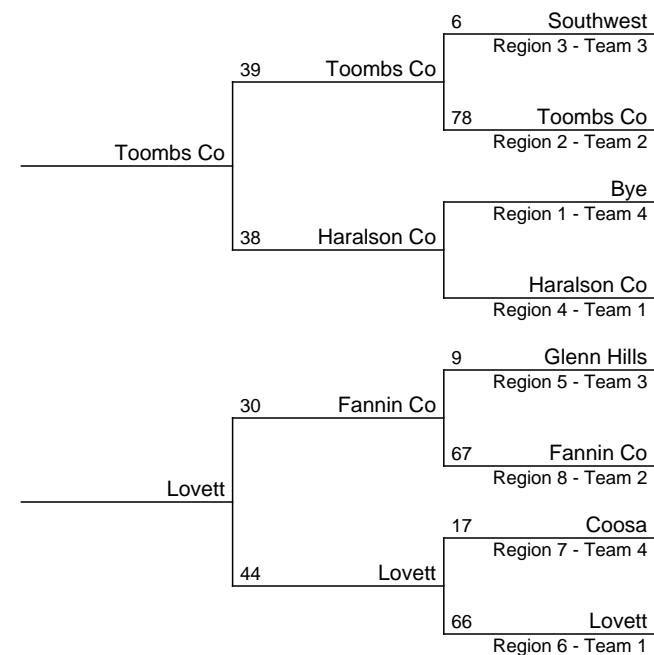 6 Southwest
Region 3 - Team 3
39 Toombs Co
78 Toombs Co
Region 2 - Team 2
Toombs Co
Bye
Region 1 - Team 4
38 Haralson Co
Haralson Co
Region 4 - Team 1
9 Glenn Hills
Region 5 - Team 3
30 Fannin Co
67 Fannin Co
Region 8 - Team 2
Lovett
17 Coosa
Region 7 - Team 4
44 Lovett
66 Lovett
Region 6 - Team 1